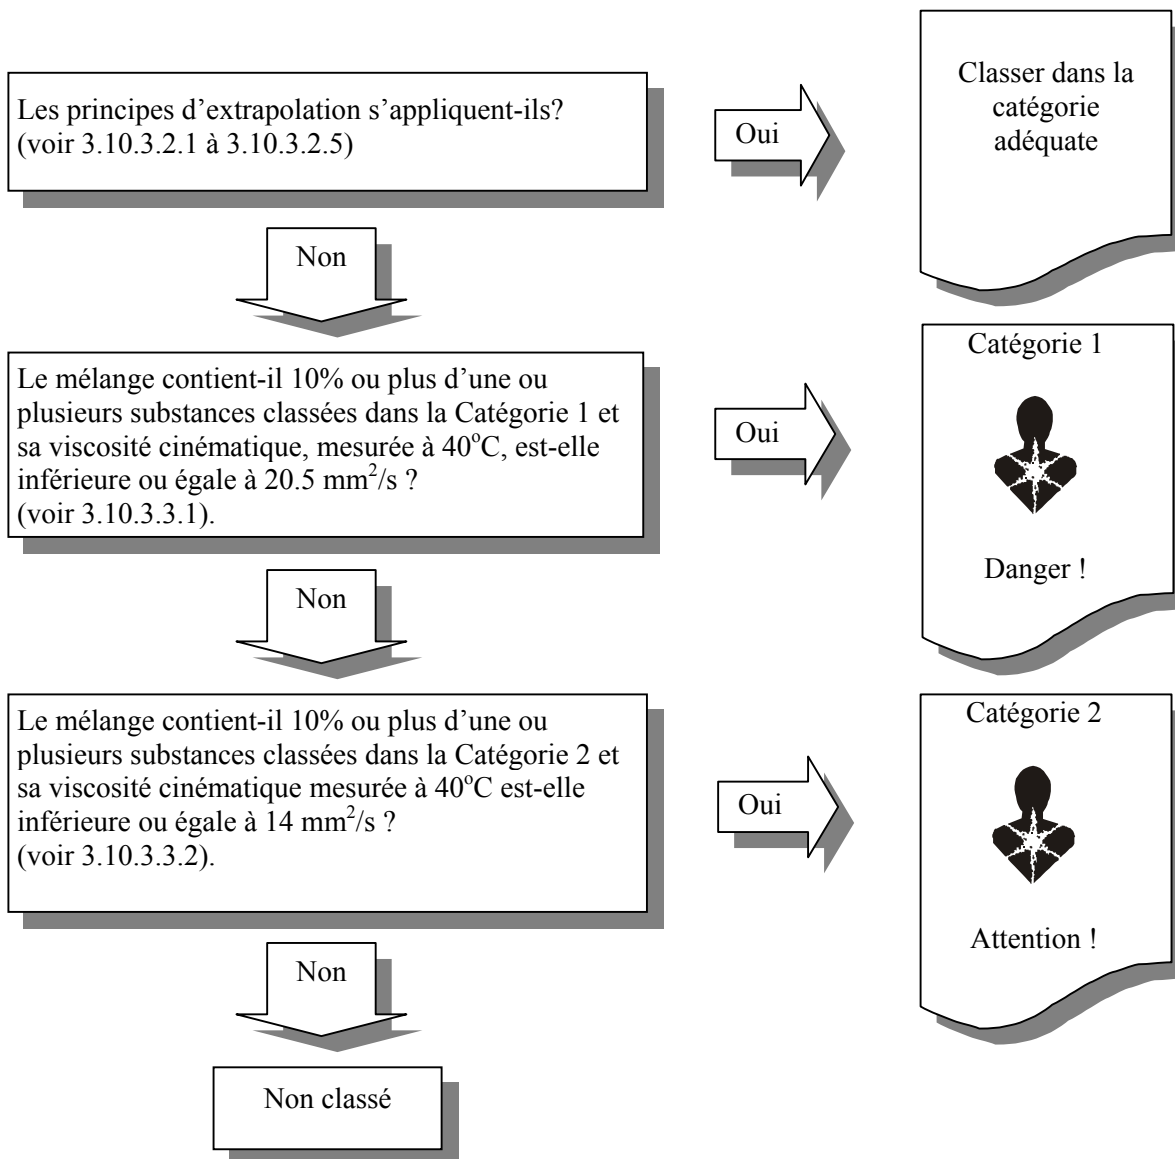 Les principes d'extrapolation s'appliquent-ils?
(voir 3.10.3.2.1 à 3.10.3.2.5)
Oui
Classer dans la
catégorie
adéquate
Non
Le mélange contient-il 10% ou plus d'une ou
plusieurs substances classées dans la Catégorie 1 et
sa viscosité cinématique, mesurée à 40°C, est-elle
inférieure ou égale à 20.5 mm²/s ?
(voir 3.10.3.3.1).
Oui
Catégorie 1
Danger !
Non
Le mélange contient-il 10% ou plus d'une ou
plusieurs substances classées dans la Catégorie 2 et
sa viscosité cinématique mesurée à 40°C est-elle
inférieure ou égale à 14 mm²/s ?
(voir 3.10.3.3.2).
Oui
Catégorie 2
Attention !
Non
Non classé